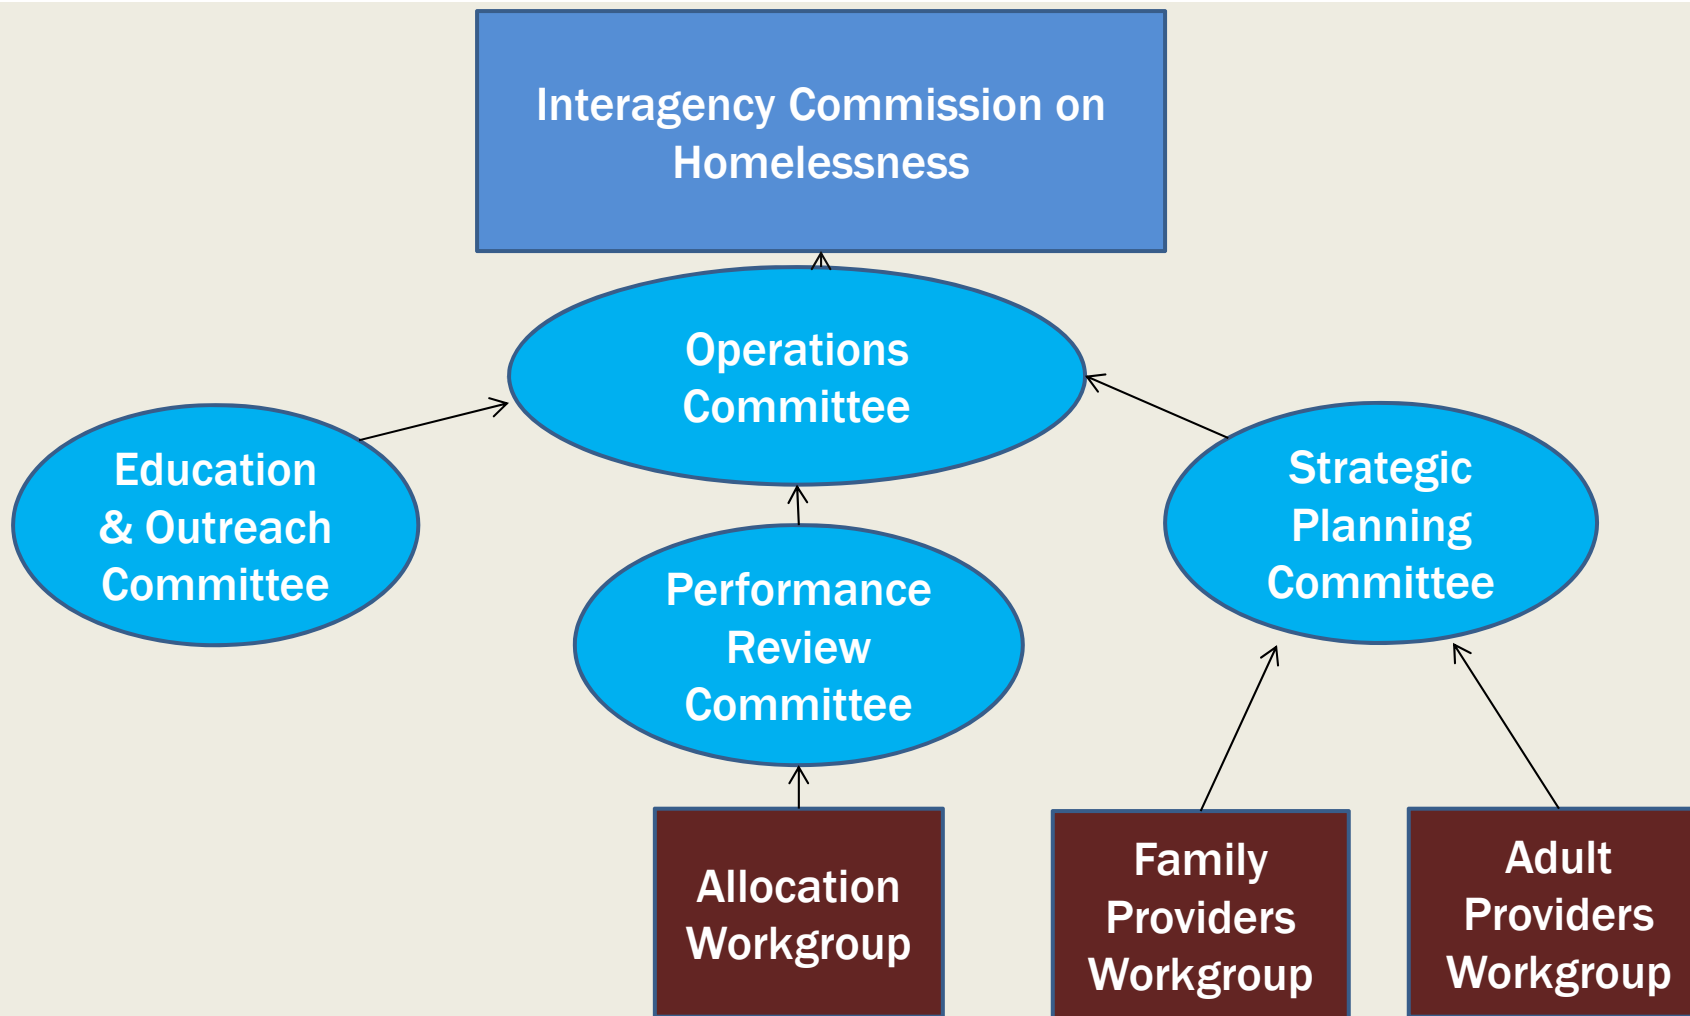 Interagency Commission on
Homelessness
Operations
Committee
Education
& Outreach
Committee
Strategic
Planning
Committee
Performance
Review
Committee
Allocation
Workgroup
Family
Providers
Workgroup
Adult
Providers
Workgroup